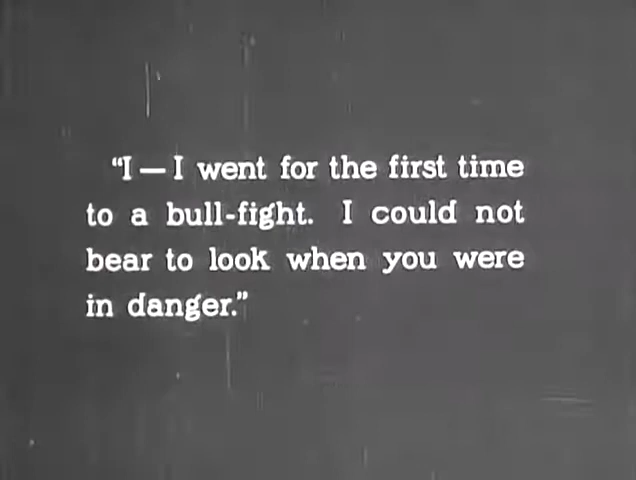 “I — I went for the first time
to a bull-fight. I could not
bear to look when you were
in danger.”